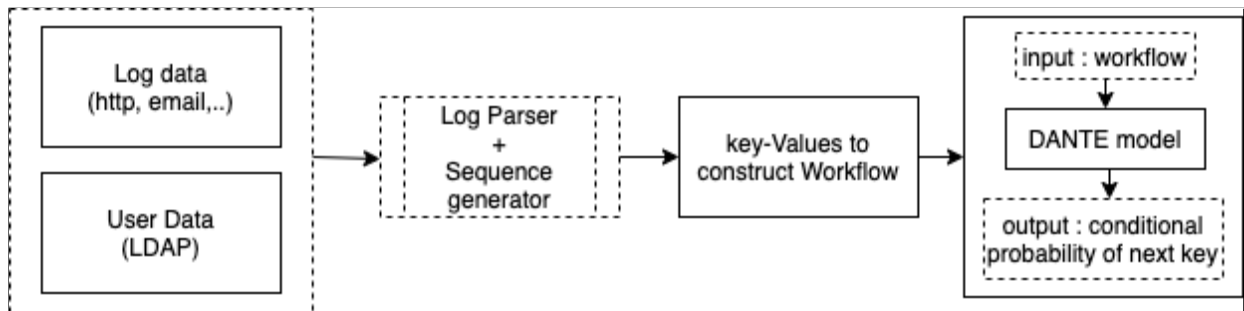 Log data
(http, email,..)
User Data
(LDAP)
Log Parser
+
Sequence
generator
key-Values to
construct Workflow
input : workflow
DANTE model
output : conditional
probability of next key